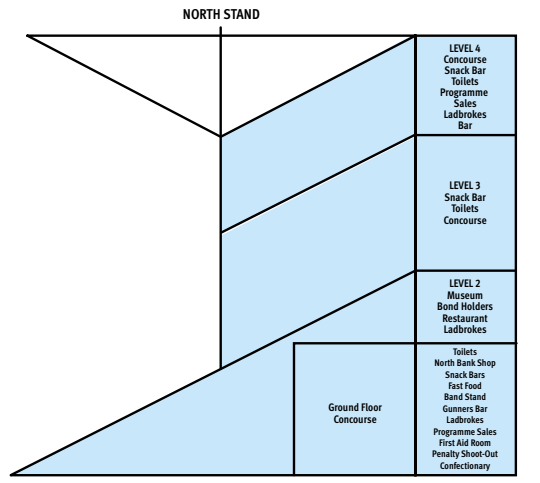 NORTH STAND
LEVEL 4
Concourse
Snack Bar
Toilets
Programme
Sales
Ladbrokes
Bar
LEVEL 3
Snack Bar
Toilets
Concourse
LEVEL 2
Museum
Bond Holders
Restaurant
Ladbrokes
Ground Floor
Concourse
Toilets
North Bank Shop
Snack Bars
Fast Food
Band Stand
Gunners Bar
Ladbrokes
Programme Sales
First Aid Room
Penalty Shoot-Out
Confectionary